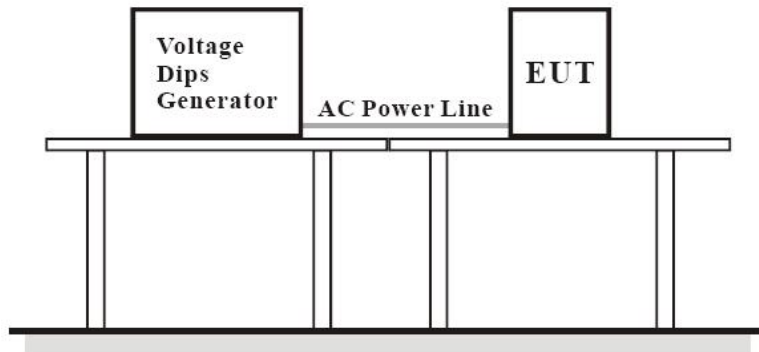 Voltage
Dips
Generator
AC Power Line
EUT